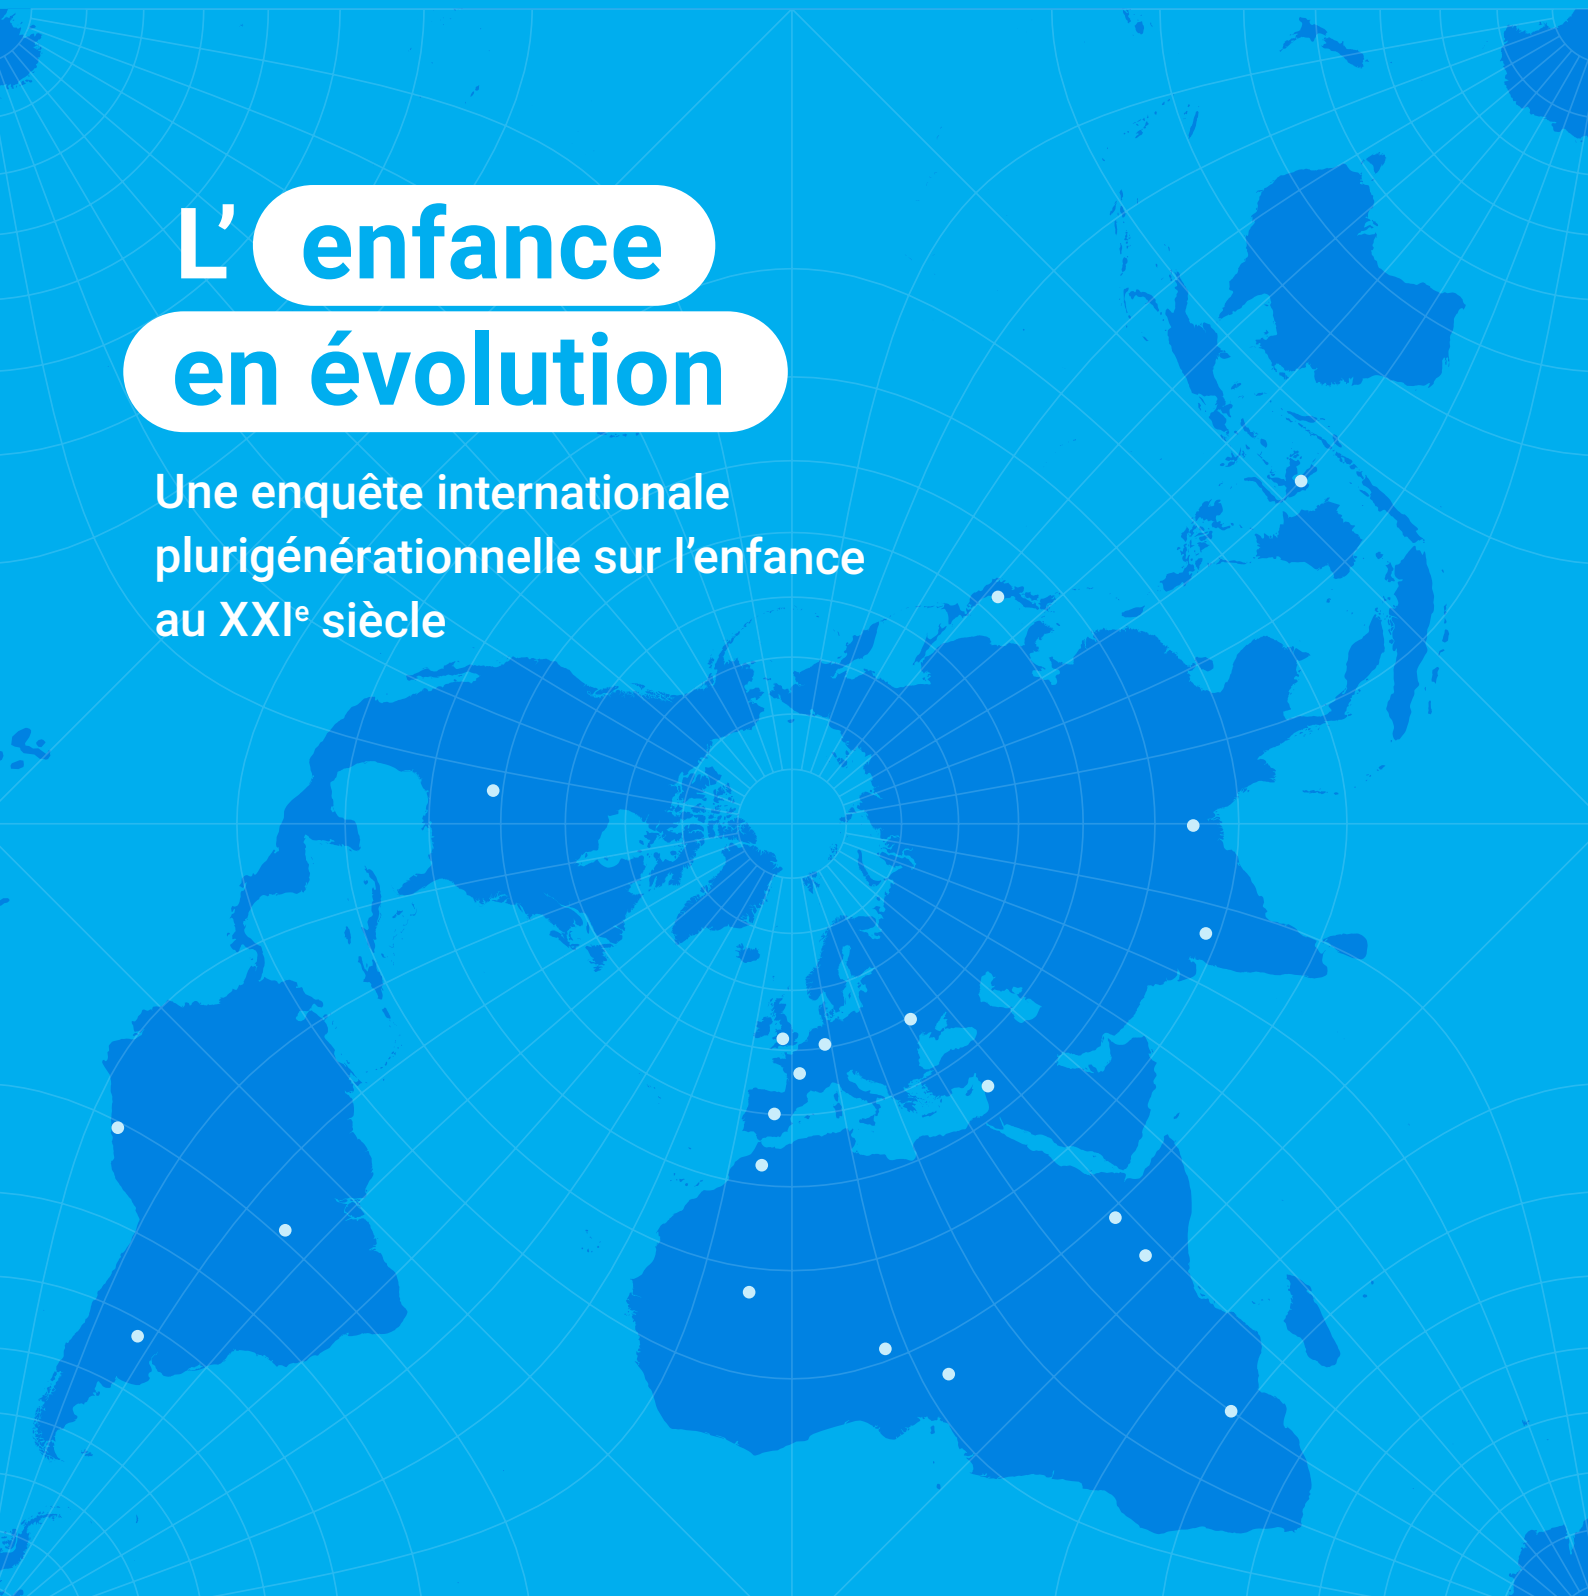 L’ enfance
en évolution
Une enquête internationale
plurigénérationnelle sur l’enfance
au XXIᵉ siècle